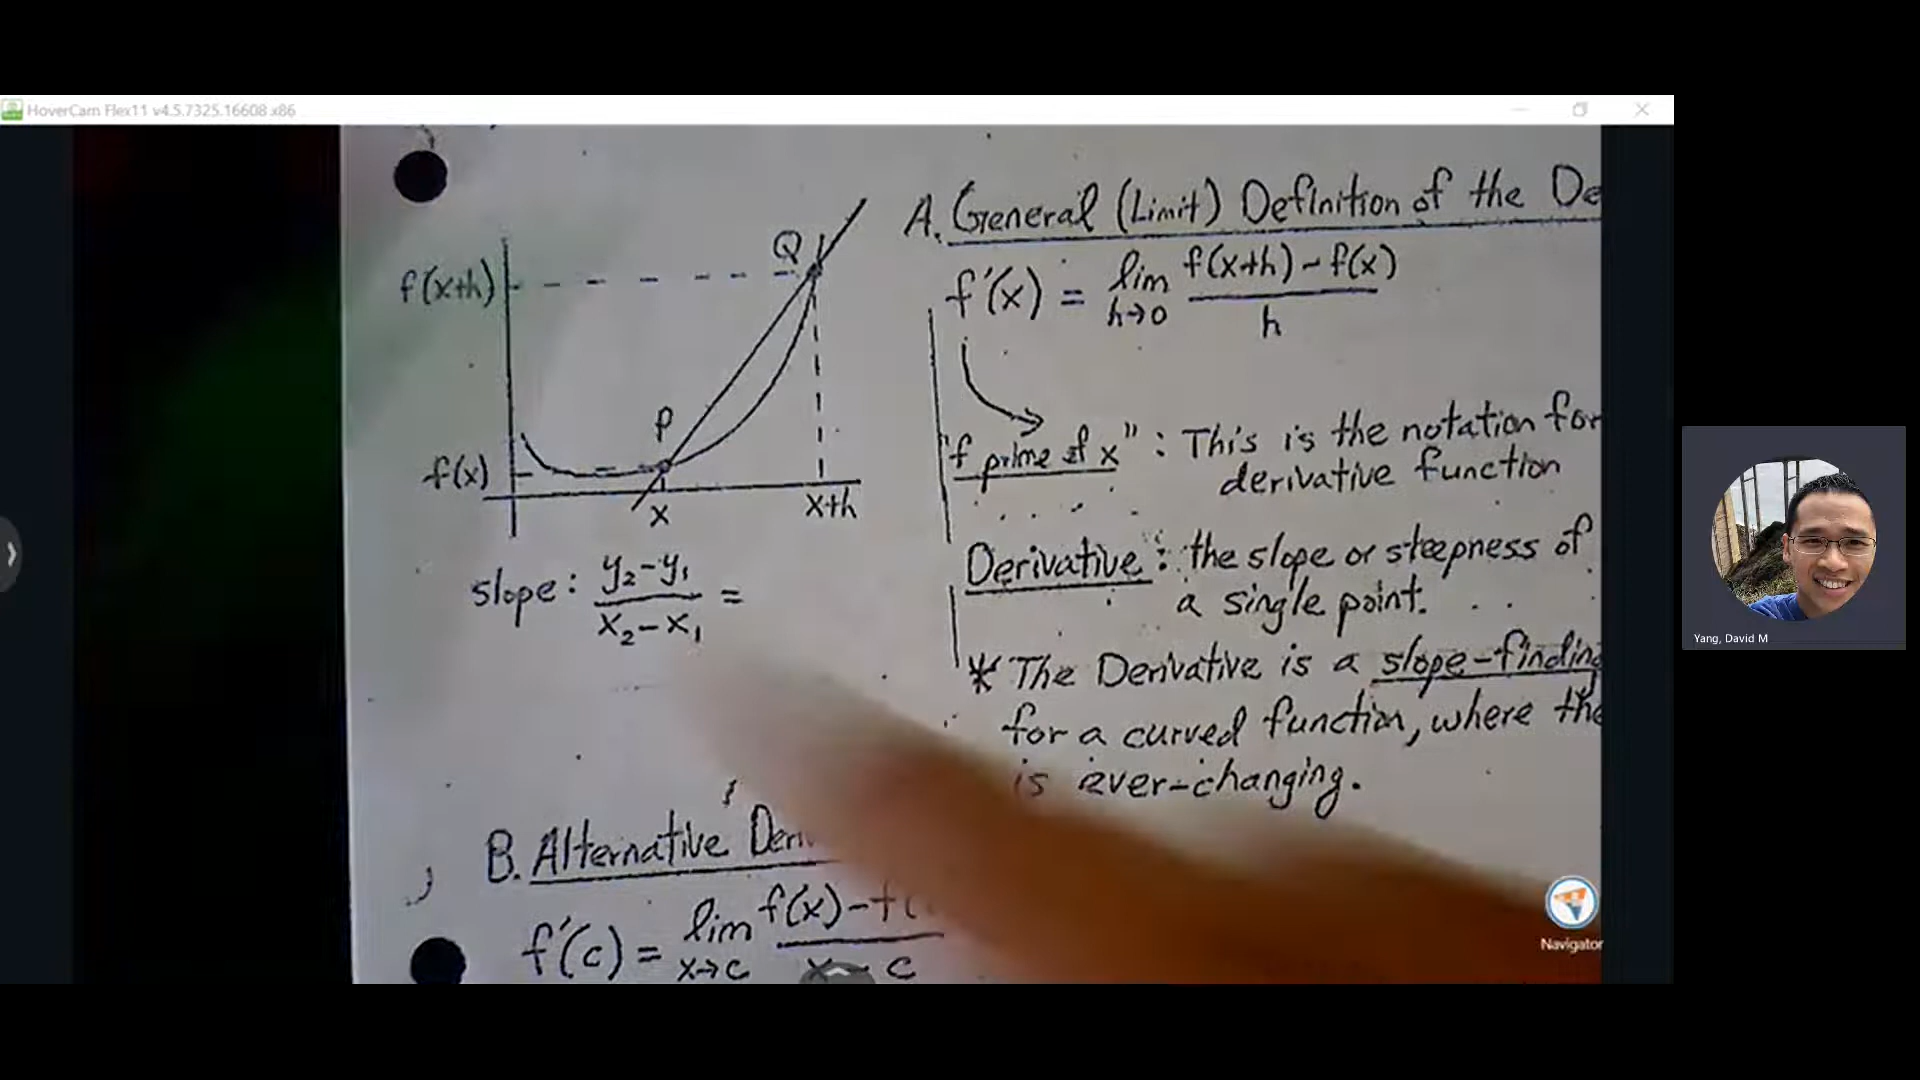 HoverCam Flex11 v4.5.7325.16608 x86
A. General (Limit) Definition of the De
f'(x) = lim h→0 f(x+h) - f(x) / h
"f prime of x" : This is the notation for
derivative function
Derivative : the slope or steepness of
a single point.
* The Derivative is a slope-finding
for a curved function, where the
is ever-changing.
Q
f(x+h)
P
f(x)
x
x+h
slope: y₂-y₁ / x₂-x₁ =
B. Alternative
f'(c) = lim x→c f(x) - f( / x - c
Navigator
Yang, David M